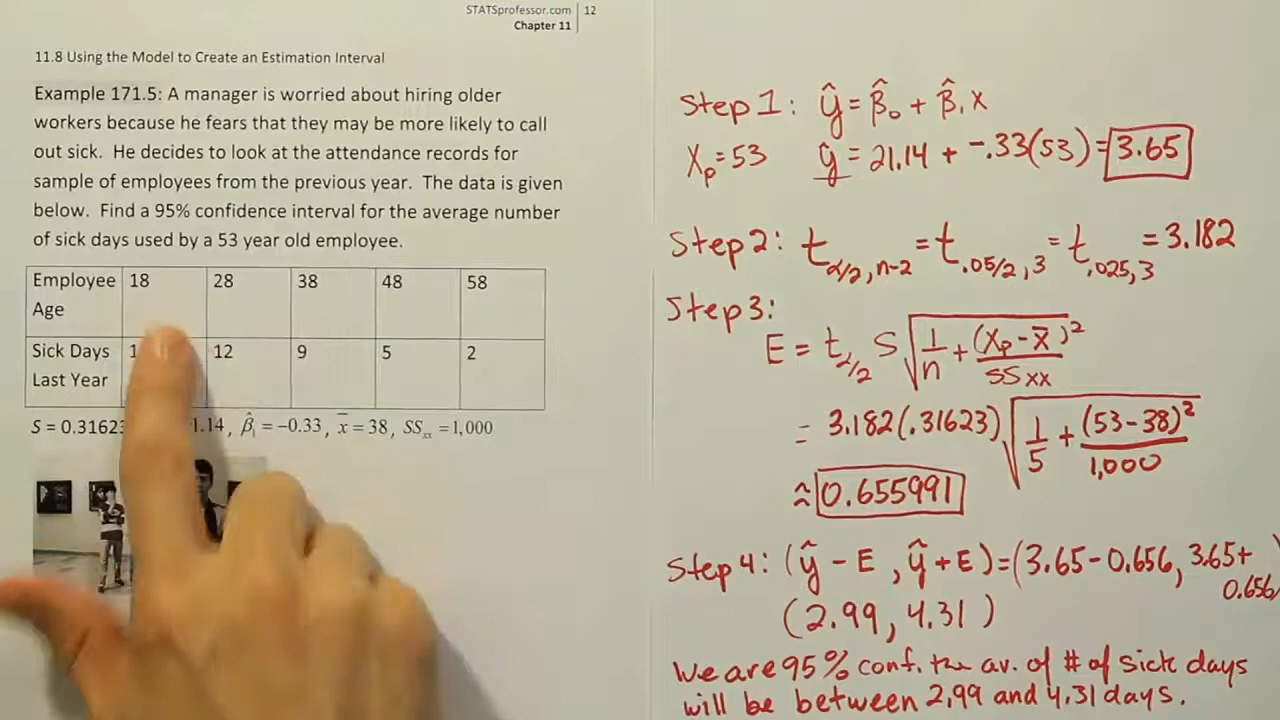 STATSprofessor.com 12
Chapter 11
11.8 Using the Model to Create an Estimation Interval
Example 171.5: A manager is worried about hiring older
workers because he fears that they may be more likely to call
out sick. He decides to look at the attendance records for
sample of employees from the previous year. The data is given
below. Find a 95% confidence interval for the average number
of sick days used by a 53 year old employee.
Employee Age 18 28 38 48 58
Sick Days Last Year 1 12 9 5 2
S = 0.31623 1.14, β̂₁ = −0.33, x̄ = 38, SSₓₓ = 1,000
Step 1: ŷ = β̂₀ + β̂₁x
Xp = 53 ŷ = 21.14 + -.33(53) = 3.65
Step 2: t α/2, n-2 = t .05/2, 3 = t .025, 3 = 3.182
Step 3:
E = t α/2 S √(1/n + (Xp - x̄)²/SSxx)
= 3.182(.31623) √(1/5 + (53-38)²/1,000)
≈ 0.655991
Step 4: (ŷ - E, ŷ + E) = (3.65 - 0.656, 3.65 + 0.656)
(2.99, 4.31)
We are 95% conf. the av. of # of sick days
will be between 2.99 and 4.31 days.